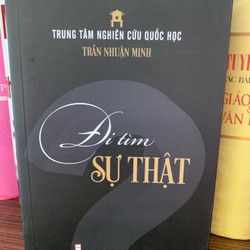 TRUNG TÂM NGHIÊN CỨU QUỐC HỌC
TRẦN NHUẬN MINH
Đi tìm
SỰ THẬT